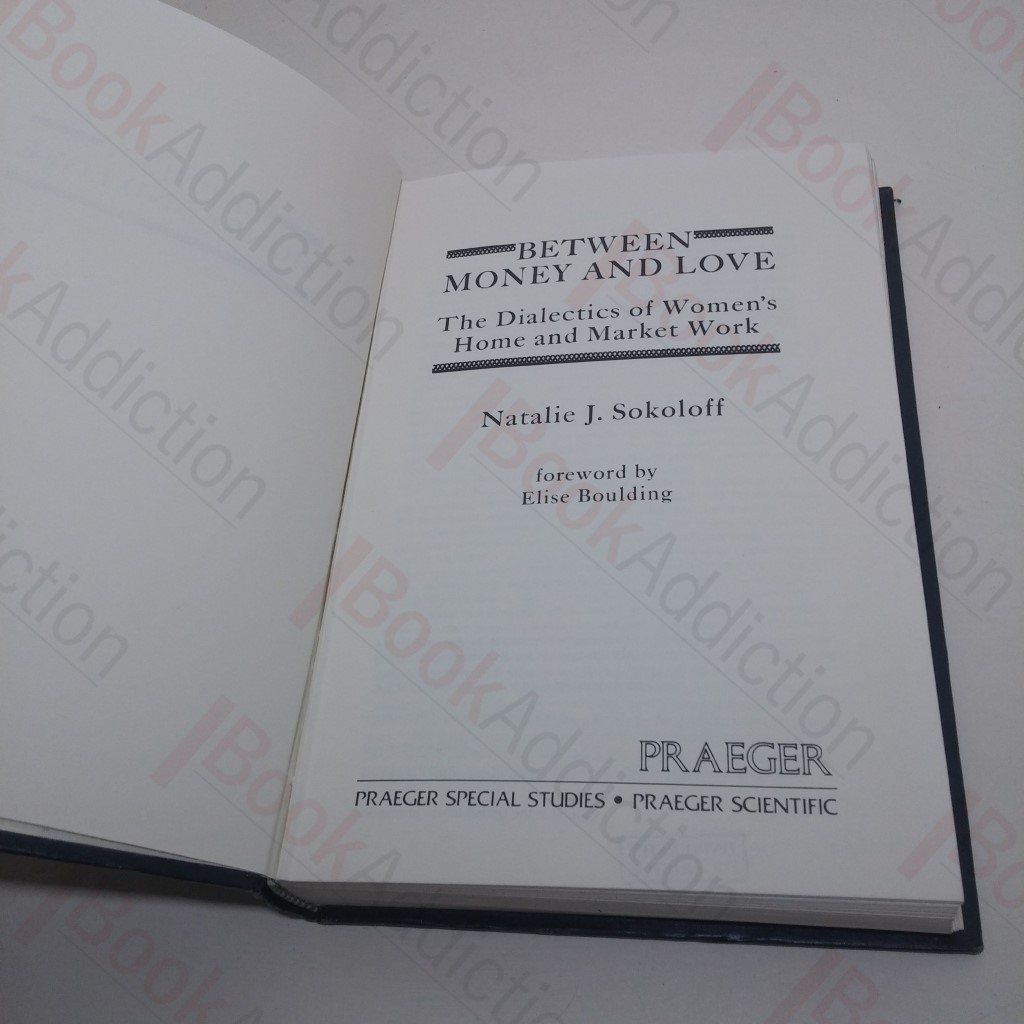 BETWEEN
MONEY AND LOVE
The Dialectics of Women's
Home and Market Work
Natalie J. Sokoloff
foreword by
Elise Boulding
PRAEGER
PRAEGER SPECIAL STUDIES • PRAEGER SCIENTIFIC
BookAddiction